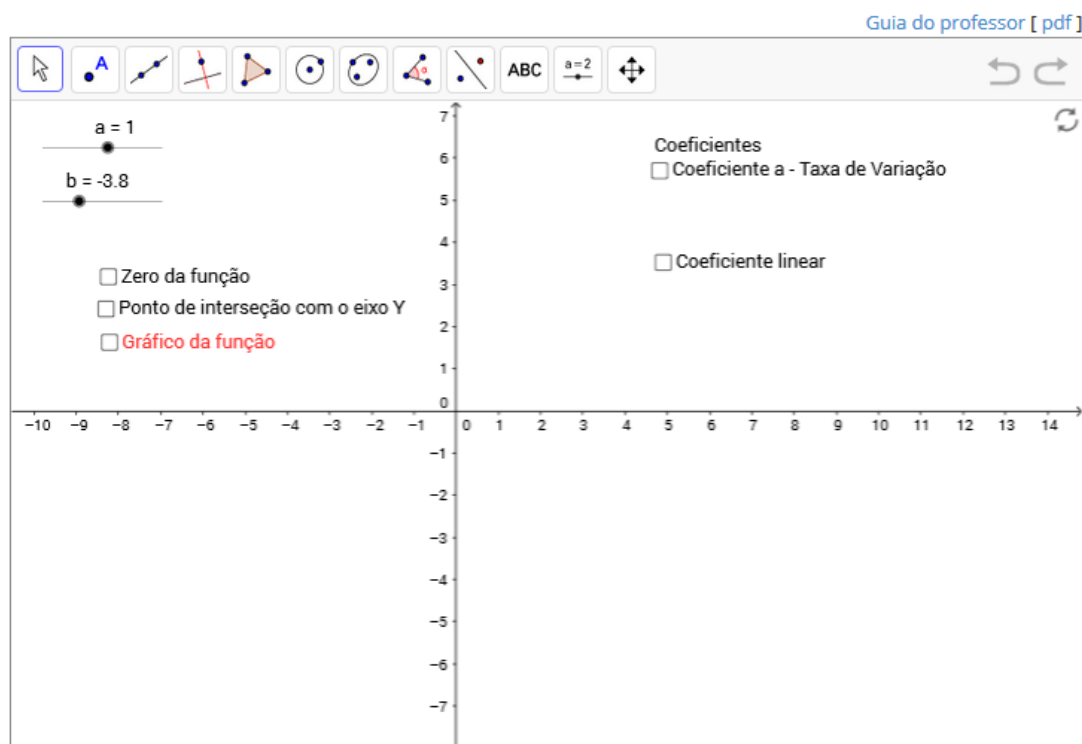 Guia do professor [ pdf ]
A
ABC
a=2
a = 1
b = -3.8
Coeficientes
Coeficiente a - Taxa de Variação
Coeficiente linear
Zero da função
Ponto de interseção com o eixo Y
Gráfico da função
7
6
5
4
3
2
1
0
−10 −9 −8 −7 −6 −5 −4 −3 −2 −1 0 1 2 3 4 5 6 7 8 9 10 11 12 13 14
−1
−2
−3
−4
−5
−6
−7